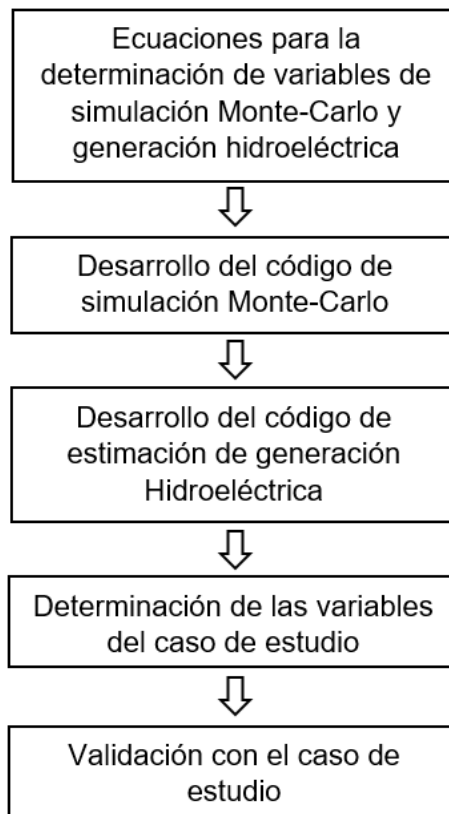 Ecuaciones para la
determinación de variables de
simulación Monte-Carlo y
generación hidroeléctrica
Desarrollo del código de
simulación Monte-Carlo
Desarrollo del código de
estimación de generación
Hidroeléctrica
Determinación de las variables
del caso de estudio
Validación con el caso de
estudio